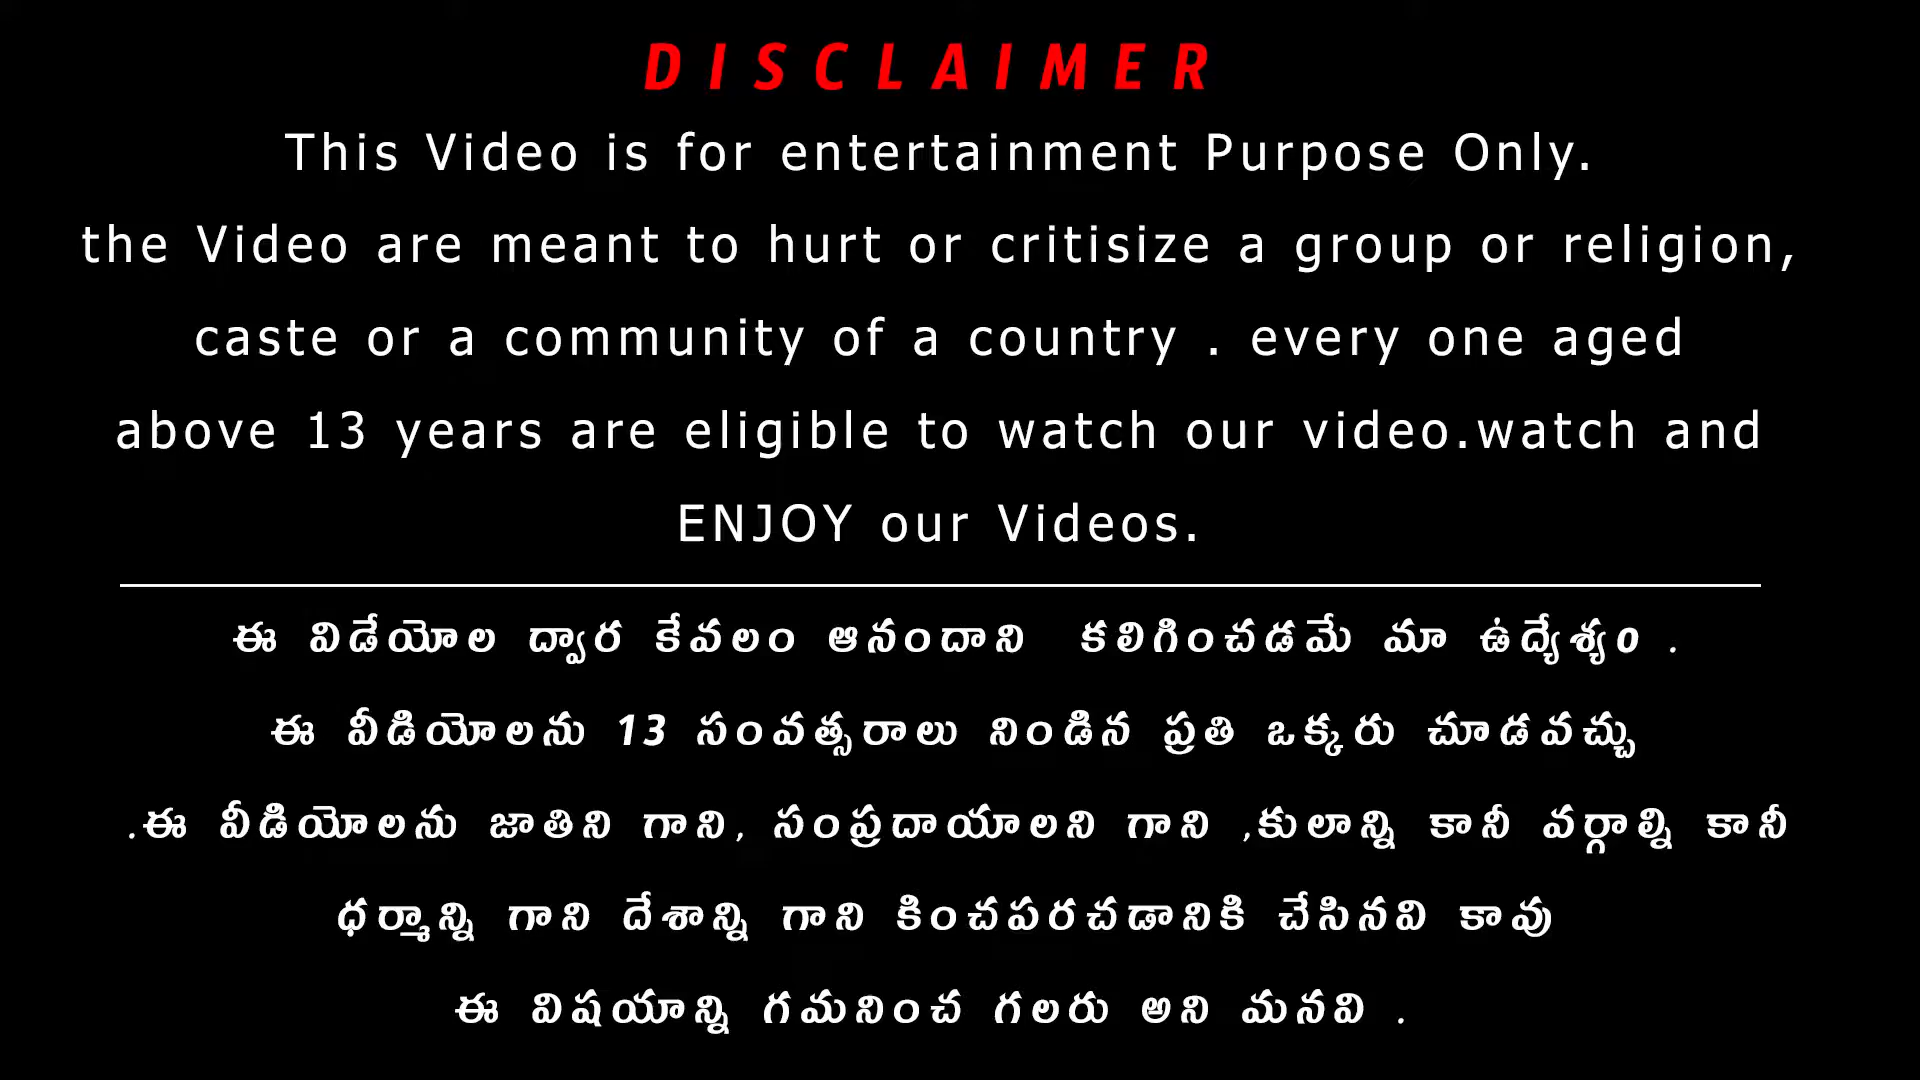 DISCLAIMER
This Video is for entertainment Purpose Only.
the Video are meant to hurt or critisize a group or religion,
caste or a community of a country . every one aged
above 13 years are eligible to watch our video.watch and
ENJOY our Videos.
ఈ విడేయోల ద్వార కేవలం ఆనందాని కలిగించడమే మా ఉద్యేశ్యం .
ఈ వీడియోలను 13 సంవత్సరాలు నిండిన ప్రతి ఒక్కరు చూడవచ్చు
.ఈ వీడియోలను జాతిని గాని, సంప్రదాయాలని గాని ,కులాన్ని కానీ వర్గాల్ని కానీ
ధర్మాన్ని గాని దేశాన్ని గాని కించపరచడానికి చేసినవి కావు
ఈ విషయాన్ని గమనించ గలరు అని మనవి .